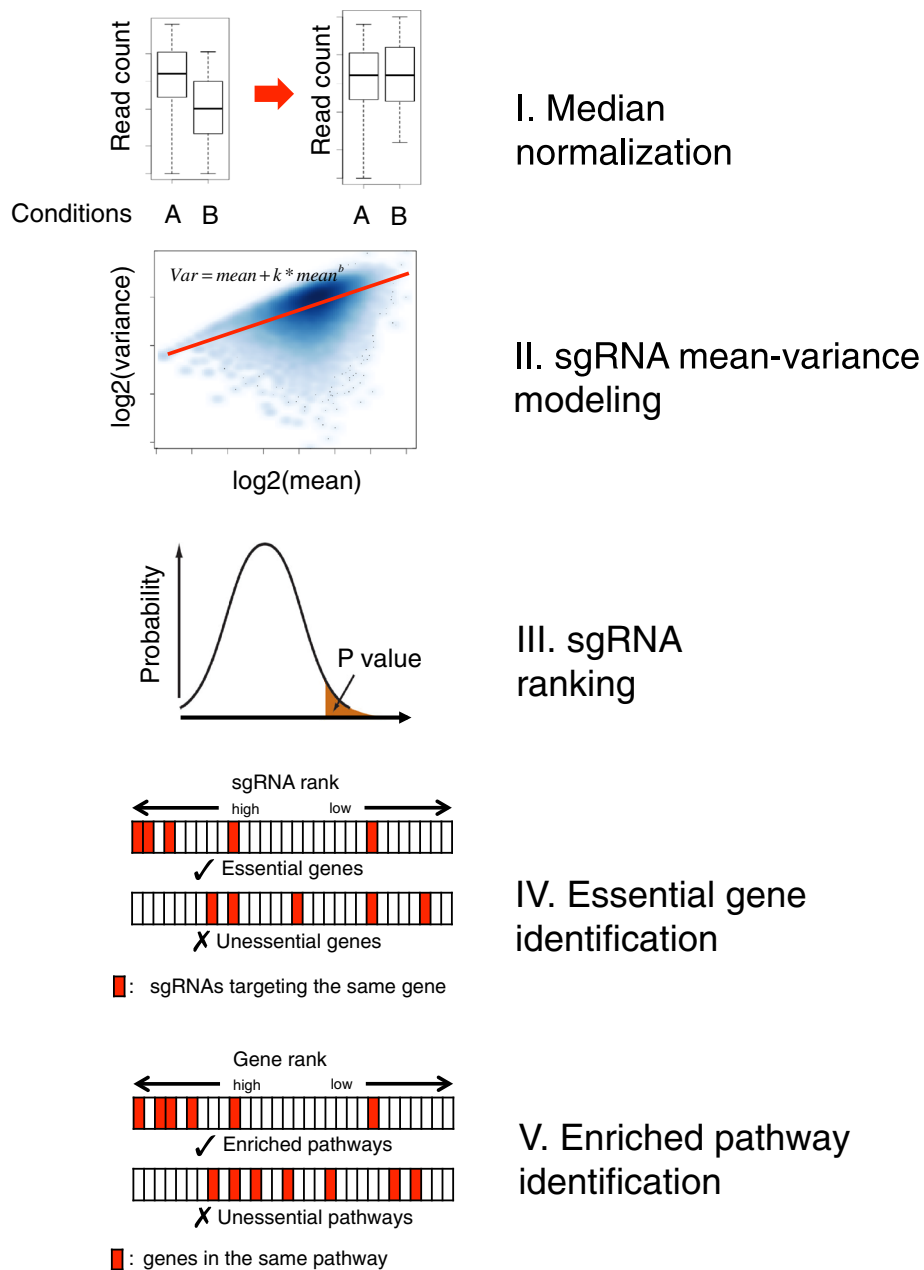 Read count
Read count
I. Median
normalization
Conditions A B A B
log2(variance)
Var = mean + k * mean^b
II. sgRNA mean-variance
modeling
log2(mean)
Probability
P value
III. sgRNA
ranking
sgRNA rank
high low
✓ Essential genes
✗ Unessential genes
IV. Essential gene
identification
: sgRNAs targeting the same gene
Gene rank
high low
✓ Enriched pathways
✗ Unessential pathways
V. Enriched pathway
identification
: genes in the same pathway